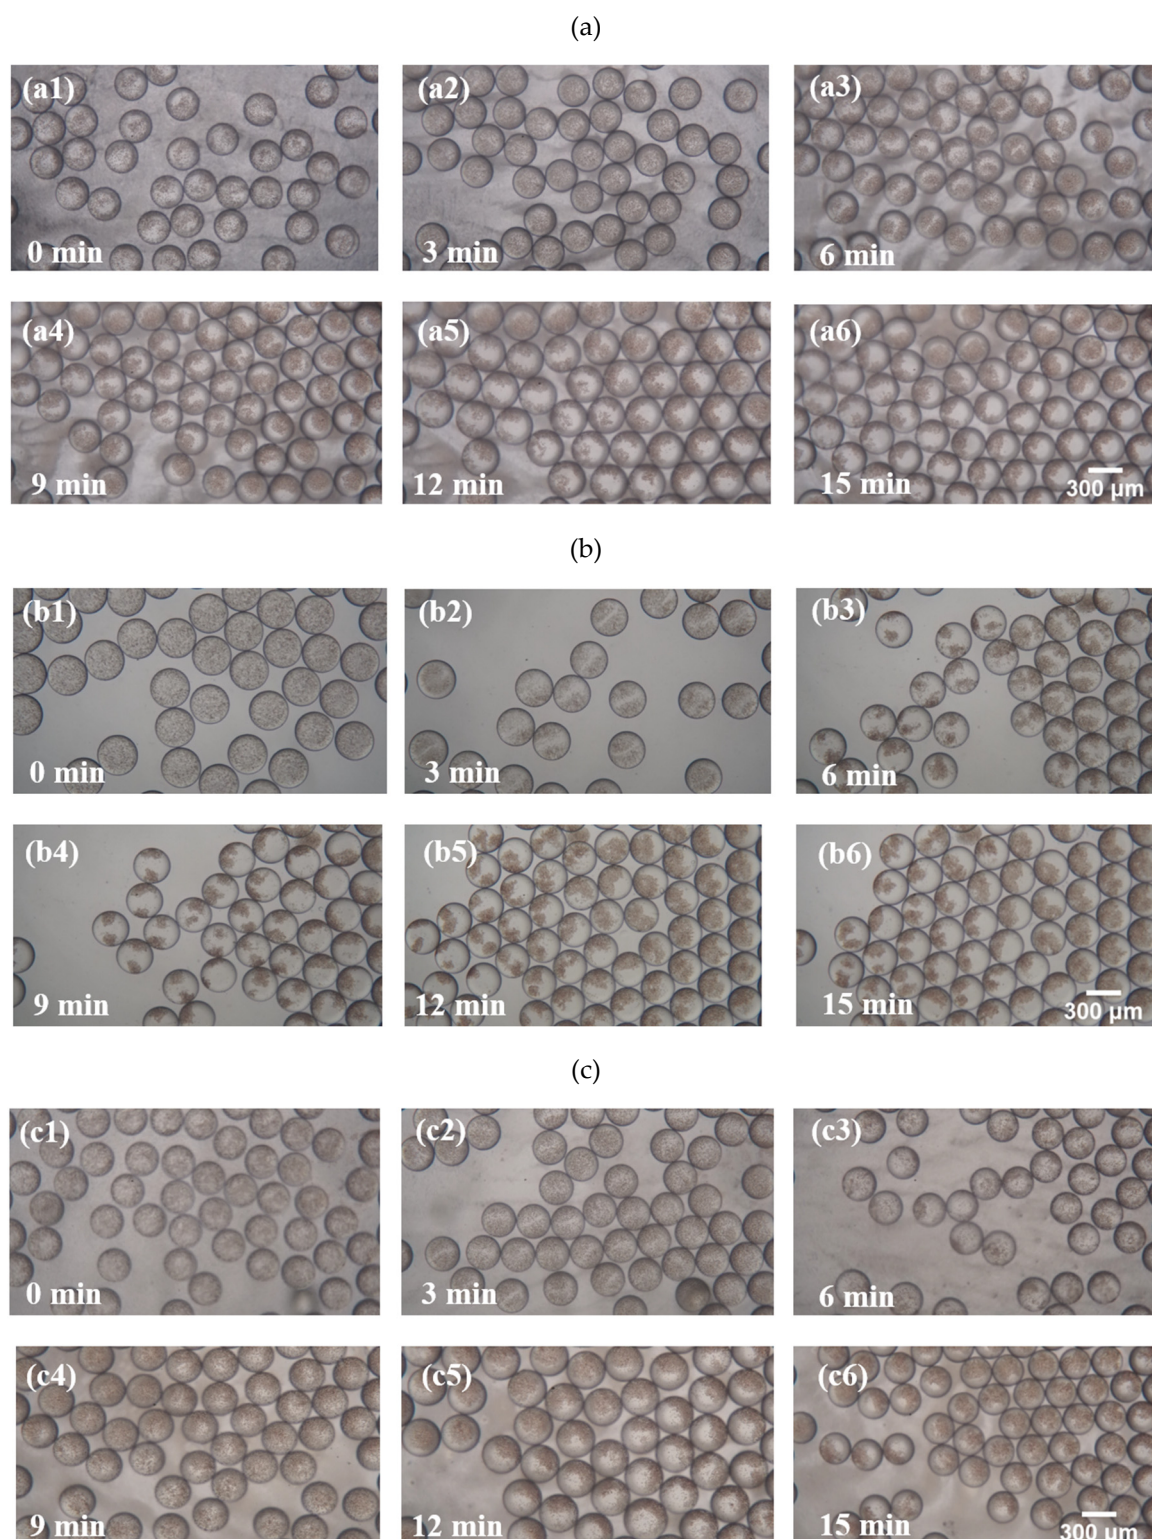 (a)
(a1)
(a2)
(a3)
0 min
3 min
6 min
(a4)
(a5)
(a6)
9 min
12 min
15 min
300 µm
(b)
(b1)
(b2)
(b3)
0 min
3 min
6 min
(b4)
(b5)
(b6)
9 min
12 min
15 min
300 µm
(c)
(c1)
(c2)
(c3)
0 min
3 min
6 min
(c4)
(c5)
(c6)
9 min
12 min
15 min
300 µm